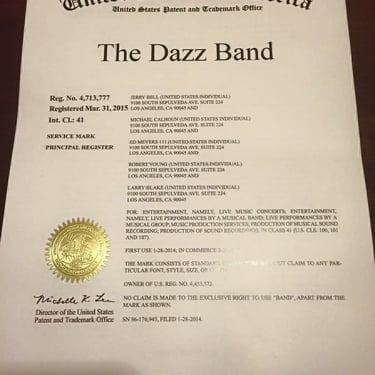 United States Patent and Trademark Office
The Dazz Band
Reg. No. 4,713,777
Registered Mar. 31, 2015
Int. Cl.: 41
SERVICE MARK
PRINCIPAL REGISTER
JERRY BELL (UNITED STATES INDIVIDUAL)
9100 SOUTH SEPULVEDA AVE. SUITE 224
LOS ANGELES, CA 90045 AND
MICHAEL CALHOUN (UNITED STATES INDIVIDUAL)
9100 SOUTH SEPULVEDA AVE. SUITE 224
LOS ANGELES, CA 90045 AND
ED MEYERS 111 (UNITED STATES INDIVIDUAL)
9100 SOUTH SEPULVEDA AVE. SUITE 224
LOS ANGELES, CA 90045 AND
ROBERT YOUNG (UNITED STATES INDIVIDUAL)
9100 SOUTH SEPULVEDA AVE. SUITE 224
LOS ANGELES, CA 90045 AND
LARRY BLAKE (UNITED STATES INDIVIDUAL)
9100 SOUTH SEPULVEDA AVE. SUITE 224
LOS ANGELES, CA 90045
FOR: ENTERTAINMENT, NAMELY, LIVE MUSIC CONCERTS; ENTERTAINMENT,
NAMELY, LIVE PERFORMANCES BY A MUSICAL BAND; LIVE PERFORMANCES BY A
MUSICAL GROUP; MUSIC PRODUCTION SERVICES; PRODUCTION OF MUSICAL SOUND
RECORDING; PRODUCTION OF SOUND RECORDINGS, IN CLASS 41 (U.S. CLS. 100, 101
AND 107).
FIRST USE 1-28-2014; IN COMMERCE
THE MARK CONSISTS OF CLAIM TO ANY PAR-
TICULAR FONT, STYLE, SIZE, OR
OWNER OF U.S. REG. NO. 4,453,572.
NO CLAIM IS MADE TO THE EXCLUSIVE RIGHT TO USE "BAND", APART FROM THE
MARK AS SHOWN.
SN 86-176,945, FILED 1-28-2014.
Michelle K. Lee
Director of the United States
Patent and Trademark Office